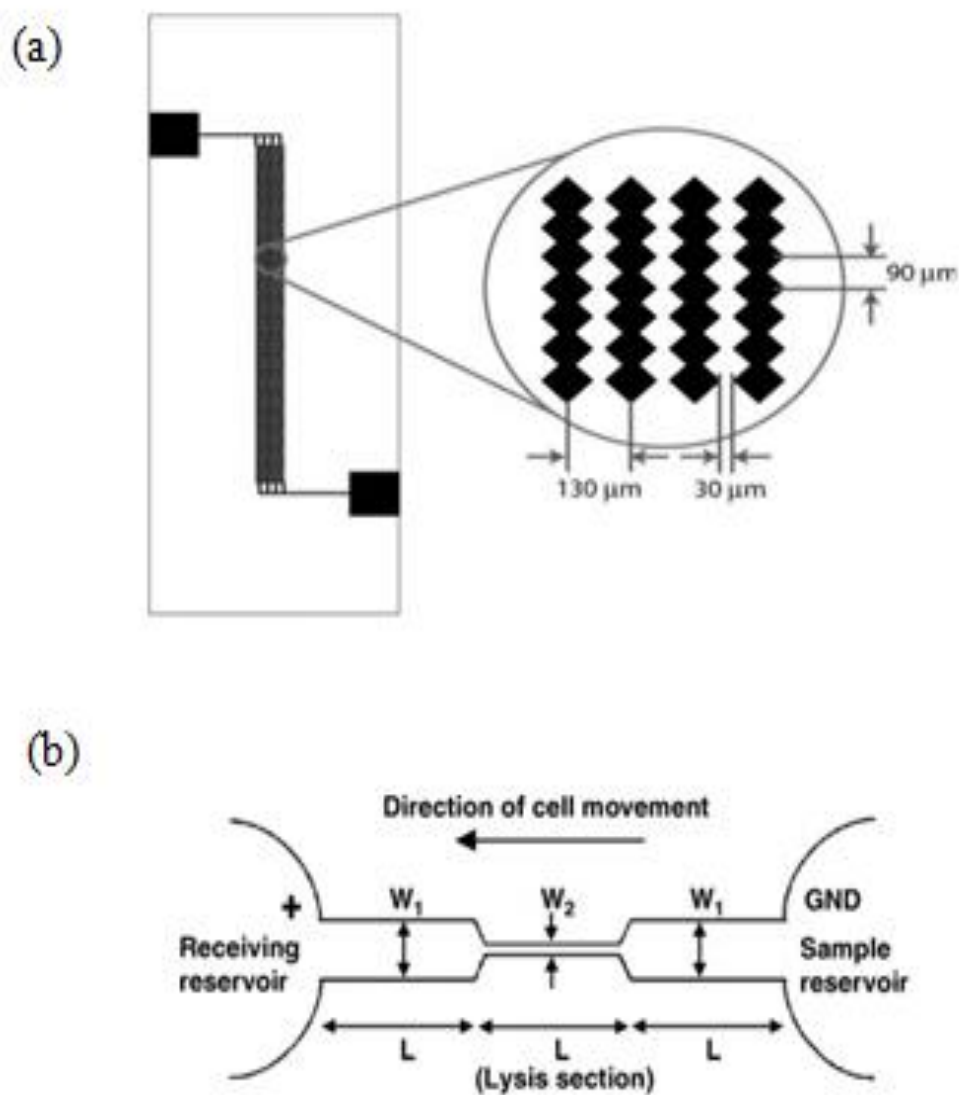 (a)
90 μm
130 μm
30 μm
(b)
Direction of cell movement
+
W1
W2
W1
GND
Receiving
reservoir
Sample
reservoir
L
L
L
(Lysis section)